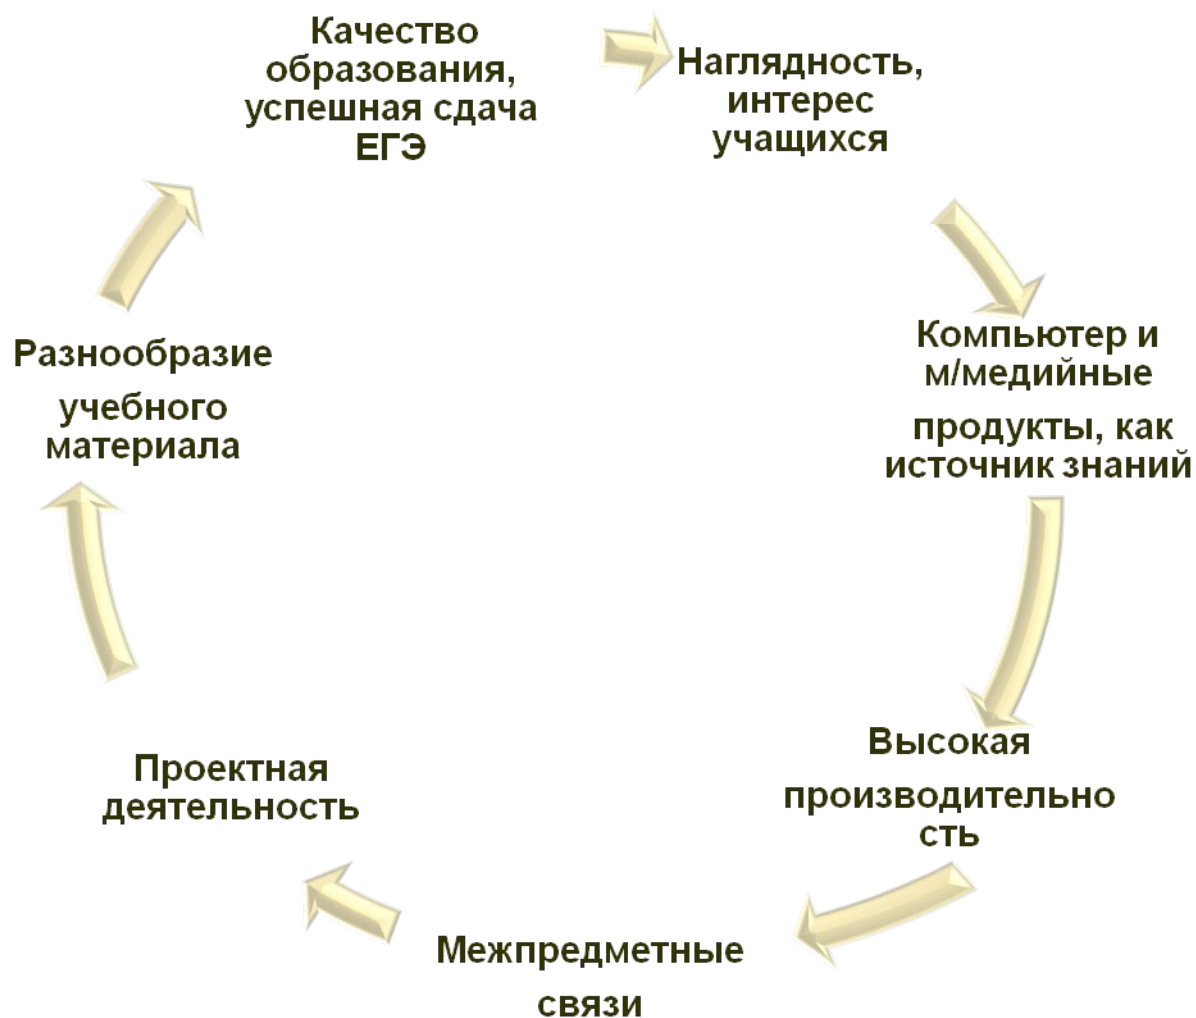 Качество
образования,
успешная сдача
ЕГЭ
Наглядность,
интерес
учащихся
Компьютер и
м/медийные
продукты, как
источник знаний
Высокая
производительно
сть
Межпредметные
связи
Проектная
деятельность
Разнообразие
учебного
материала